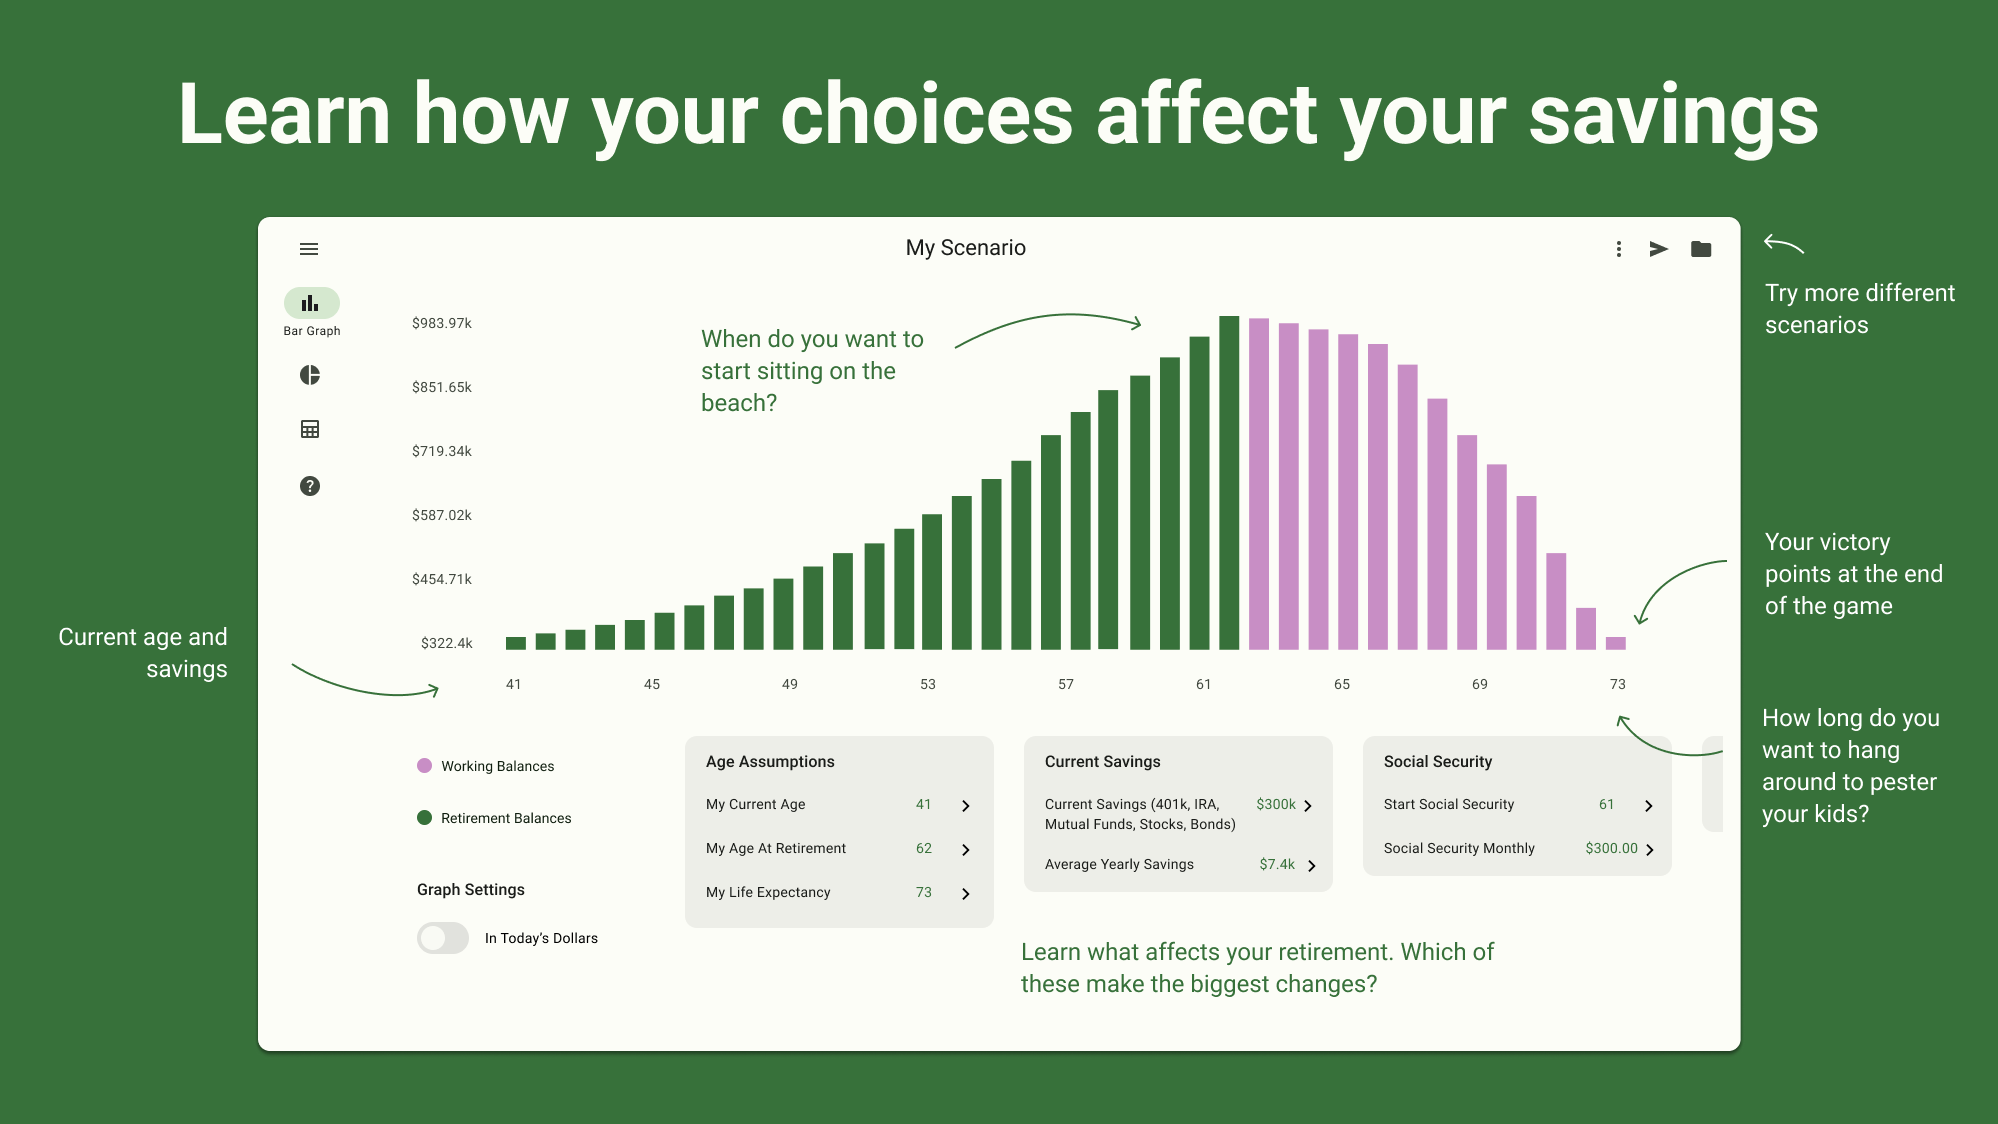 Learn how your choices affect your savings
My Scenario
Bar Graph
Try more different
scenarios
$983.97k
$851.65k
$719.34k
$587.02k
$454.71k
$322.4k
When do you want to
start sitting on the
beach?
Your victory
points at the end
of the game
Current age and
savings
41 45 49 53 57 61 65 69 73
How long do you
want to hang
around to pester
your kids?
Working Balances
Retirement Balances
Graph Settings
In Today's Dollars
Age Assumptions
My Current Age 41
My Age At Retirement 62
My Life Expectancy 73
Current Savings
Current Savings (401k, IRA, $300k
Mutual Funds, Stocks, Bonds)
Average Yearly Savings $7.4k
Social Security
Start Social Security 61
Social Security Monthly $300.00
Learn what affects your retirement. Which of
these make the biggest changes?